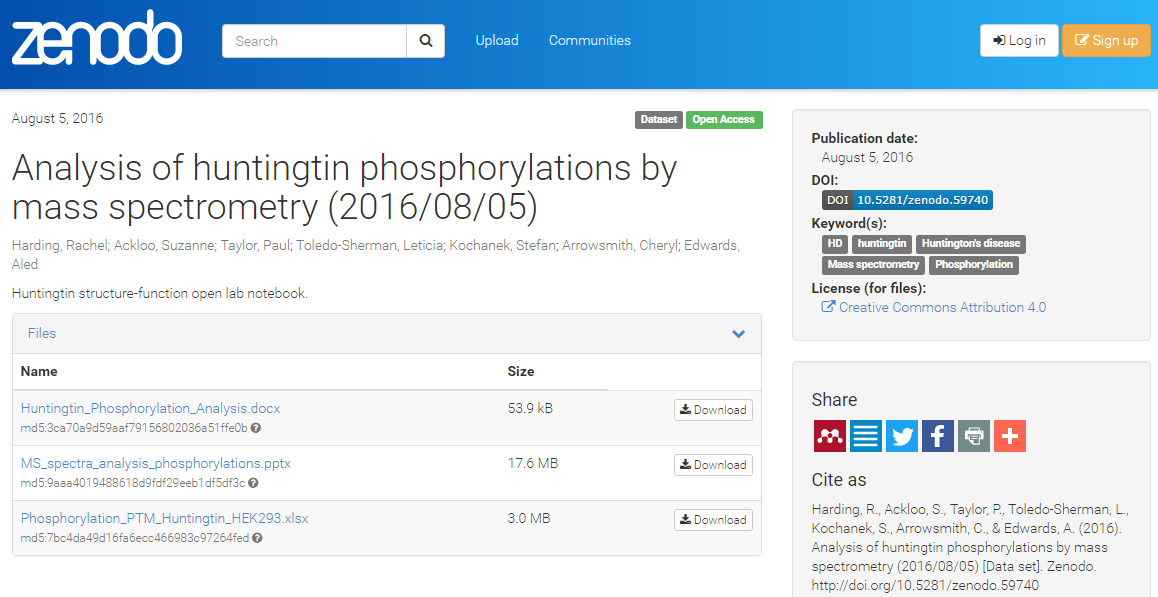 zenodo
Search
Upload
Communities
Log in
Sign up
August 5, 2016
Dataset
Open Access
Analysis of huntingtin phosphorylations by
mass spectrometry (2016/08/05)
Harding, Rachel; Ackloo, Suzanne; Taylor, Paul; Toledo-Sherman, Leticia; Kochanek, Stefan; Arrowsmith, Cheryl; Edwards,
Aled
Huntingtin structure-function open lab notebook.
Files
Name Size
Huntingtin_Phosphorylation_Analysis.docx 53.9 kB Download
md5:3ca70a9d59aaf79156802036a51ffe0b ?
MS_spectra_analysis_phosphorylations.pptx 17.6 MB Download
md5:9aaa4019488618d9fdf29eeb1df5df3c ?
Phosphorylation_PTM_Huntingtin_HEK293.xlsx 3.0 MB Download
md5:7bc4da49d16fa6ecc466983c97264fed ?
Publication date:
August 5, 2016
DOI:
DOI 10.5281/zenodo.59740
Keyword(s):
HD huntingtin Huntington's disease
Mass spectrometry Phosphorylation
License (for files):
Creative Commons Attribution 4.0
Share
Cite as
Harding, R., Ackloo, S., Taylor, P., Toledo-Sherman, L.,
Kochanek, S., Arrowsmith, C., & Edwards, A. (2016).
Analysis of huntingtin phosphorylations by mass
spectrometry (2016/08/05) [Data set]. Zenodo.
http://doi.org/10.5281/zenodo.59740